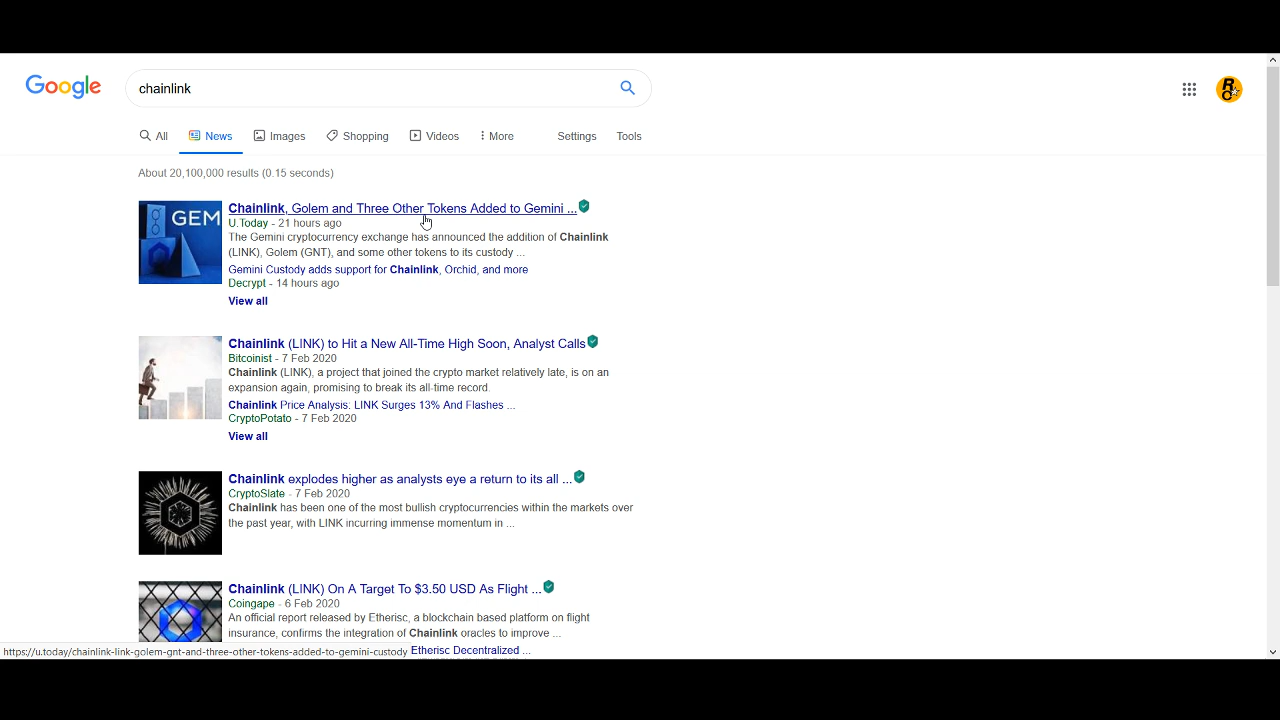 Google
chainlink
All News Images Shopping Videos More Settings Tools
About 20,100,000 results (0.15 seconds)
GEM
Chainlink, Golem and Three Other Tokens Added to Gemini ...
U.Today - 21 hours ago
The Gemini cryptocurrency exchange has announced the addition of Chainlink
(LINK), Golem (GNT), and some other tokens to its custody ...
Gemini Custody adds support for Chainlink, Orchid, and more
Decrypt - 14 hours ago
View all
Chainlink (LINK) to Hit a New All-Time High Soon, Analyst Calls
Bitcoinist - 7 Feb 2020
Chainlink (LINK), a project that joined the crypto market relatively late, is on an
expansion again, promising to break its all-time record.
Chainlink Price Analysis: LINK Surges 13% And Flashes ...
CryptoPotato - 7 Feb 2020
View all
Chainlink explodes higher as analysts eye a return to its all ...
CryptoSlate - 7 Feb 2020
Chainlink has been one of the most bullish cryptocurrencies within the markets over
the past year, with LINK incurring immense momentum in ...
Chainlink (LINK) On A Target To $3.50 USD As Flight ...
Coingape - 6 Feb 2020
An official report released by Etherisc, a blockchain based platform on flight
insurance, confirms the integration of Chainlink oracles to improve ...
https://u.today/chainlink-link-golem-gnt-and-three-other-tokens-added-to-gemini-custody Etherisc Decentralized ...